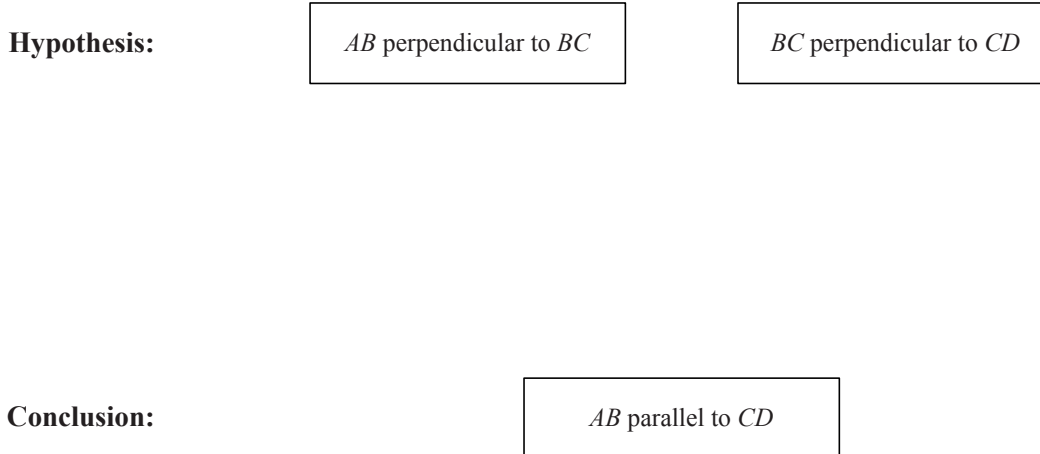 Hypothesis: AB perpendicular to BC BC perpendicular to CD
Conclusion: AB parallel to CD